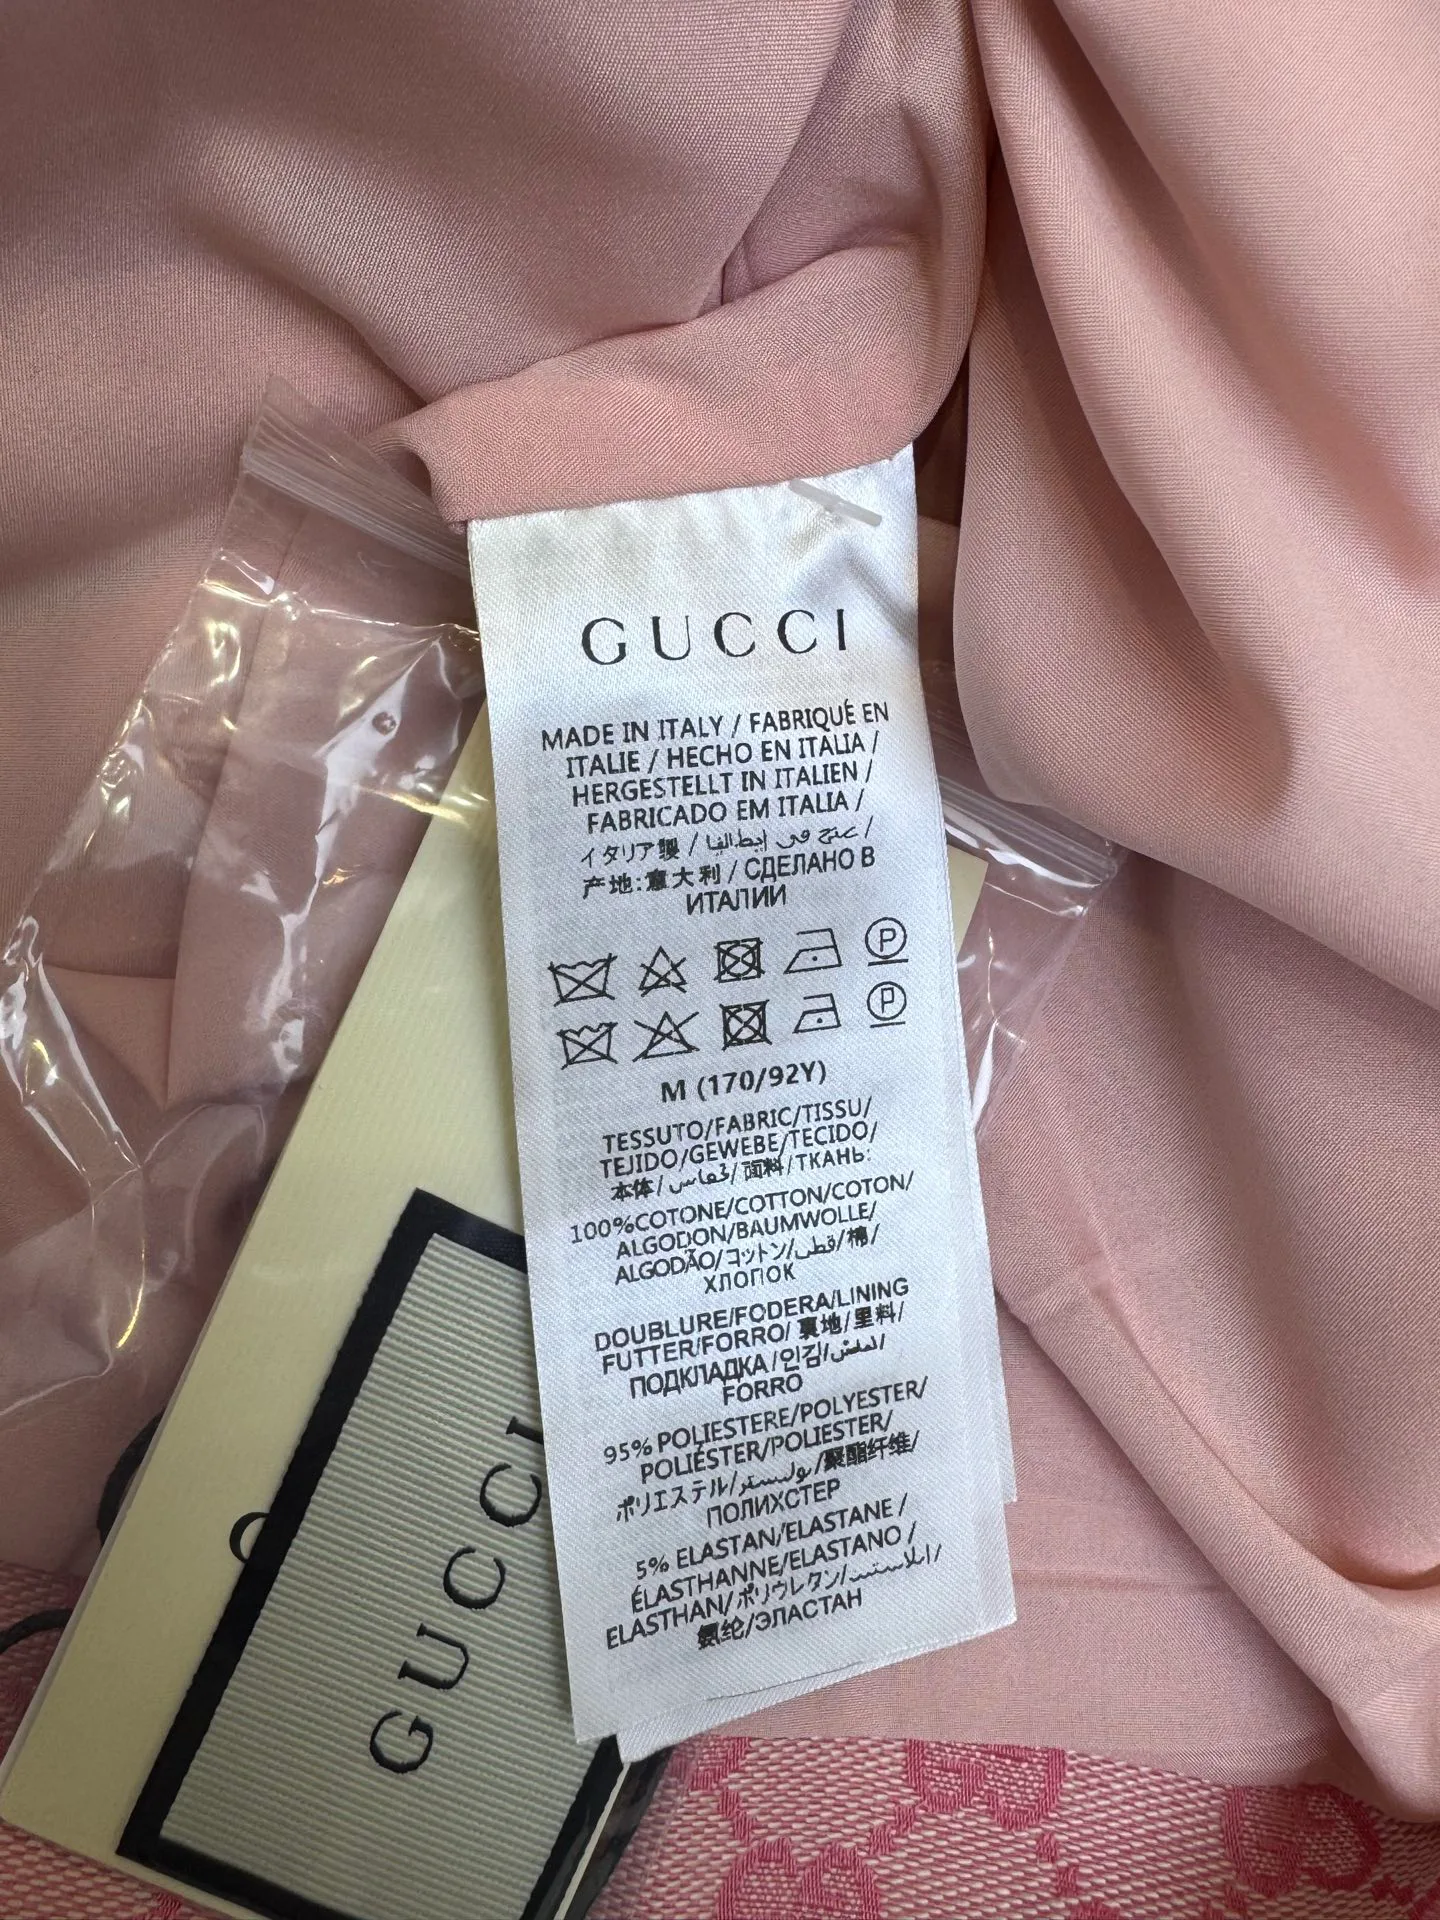 GUCCI
MADE IN ITALY / FABRIQUÉ EN
ITALIE / HECHO EN ITALIA /
HERGESTELLT IN ITALIEN /
FABRICADO EM ITALIA /
イタリア製 / في إيطاليا /
产地:意大利 / СДЕЛАНО В
ИТАЛИИ
P
P
M (170/92Y)
TESSUTO/FABRIC/TISSU/
TEJIDO/GEWEBE/TECIDO/
本体/ /面料/ТКАНЬ:
100%COTONE/COTTON/COTON/
ALGODON/BAUMWOLLE/
ALGODÃO/コットン/قطن/棉/
ХЛОПОК
DOUBLURE/FODERA/LINING
FUTTER/FORRO/ 裏地/里料/
ПОДКЛАДКА/안감/
FORRO
95% POLIESTERE/POLYESTER/
POLIÉSTER/POLIESTER/
ポリエステル/بوليستر/聚酯纤维/
ПОЛИХСТЕР
5% ELASTAN/ELASTANE /
ÉLASTHANNE/ELASTANO /
ELASTHAN/ポリウレタン/
氨纶/ЭЛАСТАН
GUCCI